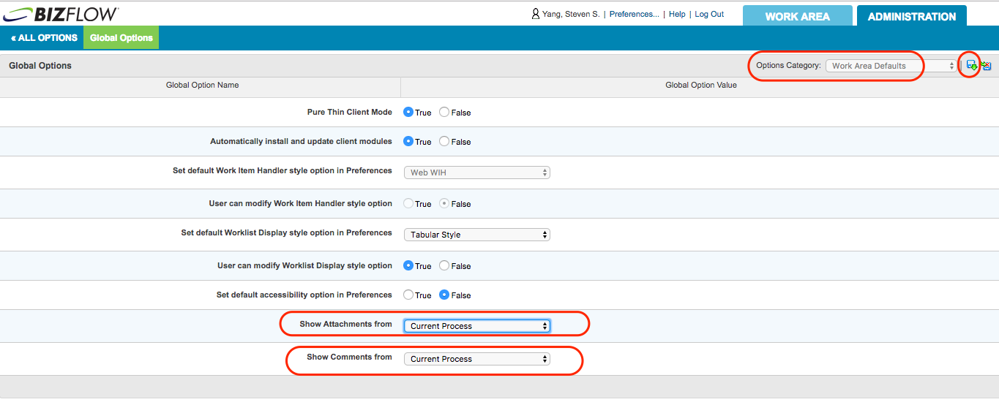 BIZFLOW
Yang, Steven S. | Preferences... | Help | Log Out
WORK AREA
ADMINISTRATION
« ALL OPTIONS
Global Options
Global Options
Options Category: Work Area Defaults
Global Option Name
Global Option Value
Pure Thin Client Mode True False
Automatically install and update client modules True False
Set default Work Item Handler style option in Preferences Web WIH
User can modify Work Item Handler style option True False
Set default Worklist Display style option in Preferences Tabular Style
User can modify Worklist Display style option True False
Set default accessibility option in Preferences True False
Show Attachments from Current Process
Show Comments from Current Process